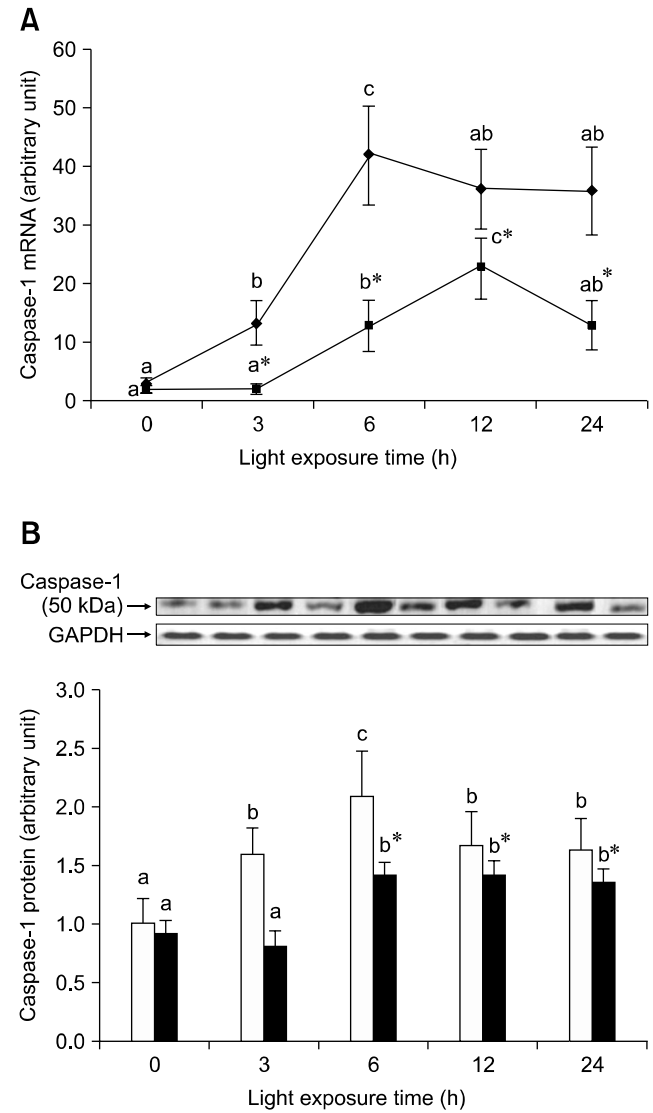 A
Caspase-1 mRNA (arbitrary unit)
60
50
40
30
20
10
0
a
a
b
a*
c
b*
ab
c*
ab
ab*
0 3 6 12 24
Light exposure time (h)
B
Caspase-1
(50 kDa)
GAPDH
Caspase-1 protein (arbitrary unit)
3.0
2.5
2.0
1.5
1.0
0.5
0.0
a a
b a
c b*
b b*
b b*
0 3 6 12 24
Light exposure time (h)